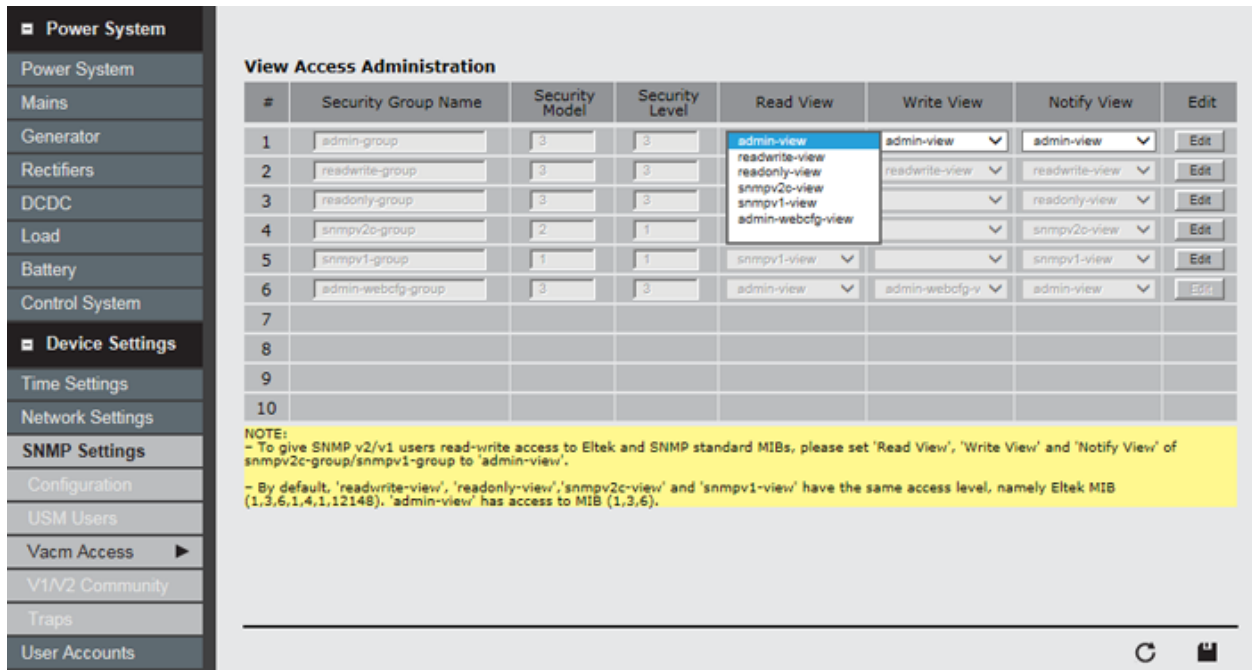 Power System
Power System
Mains
Generator
Rectifiers
DCDC
Load
Battery
Control System
Device Settings
Time Settings
Network Settings
SNMP Settings
Configuration
USM Users
Vacm Access
V1/V2 Community
Traps
User Accounts
View Access Administration
# Security Group Name Security Model Security Level Read View Write View Notify View Edit
1 admin-group 3 3 admin-view admin-view admin-view Edit
readwrite-view
readonly-view
snmpv2c-view
snmpv1-view
admin-webcfg-view
2 readwrite-group 3 3 readwrite-view readwrite-view Edit
3 readonly-group 3 3 readonly-view Edit
4 snmpv2c-group 2 1 snmpv2c-view Edit
5 snmpv1-group 1 1 snmpv1-view snmpv1-view Edit
6 admin-webcfg-group 3 3 admin-view admin-webcfg-v admin-view Edit
7
8
9
10
NOTE:
- To give SNMP v2/v1 users read-write access to Eltek and SNMP standard MIBs, please set 'Read View', 'Write View' and 'Notify View' of
snmpv2c-group/snmpv1-group to 'admin-view'.
- By default, 'readwrite-view', 'readonly-view','snmpv2c-view' and 'snmpv1-view' have the same access level, namely Eltek MIB
(1,3,6,1,4,1,12148). 'admin-view' has access to MIB (1,3,6).